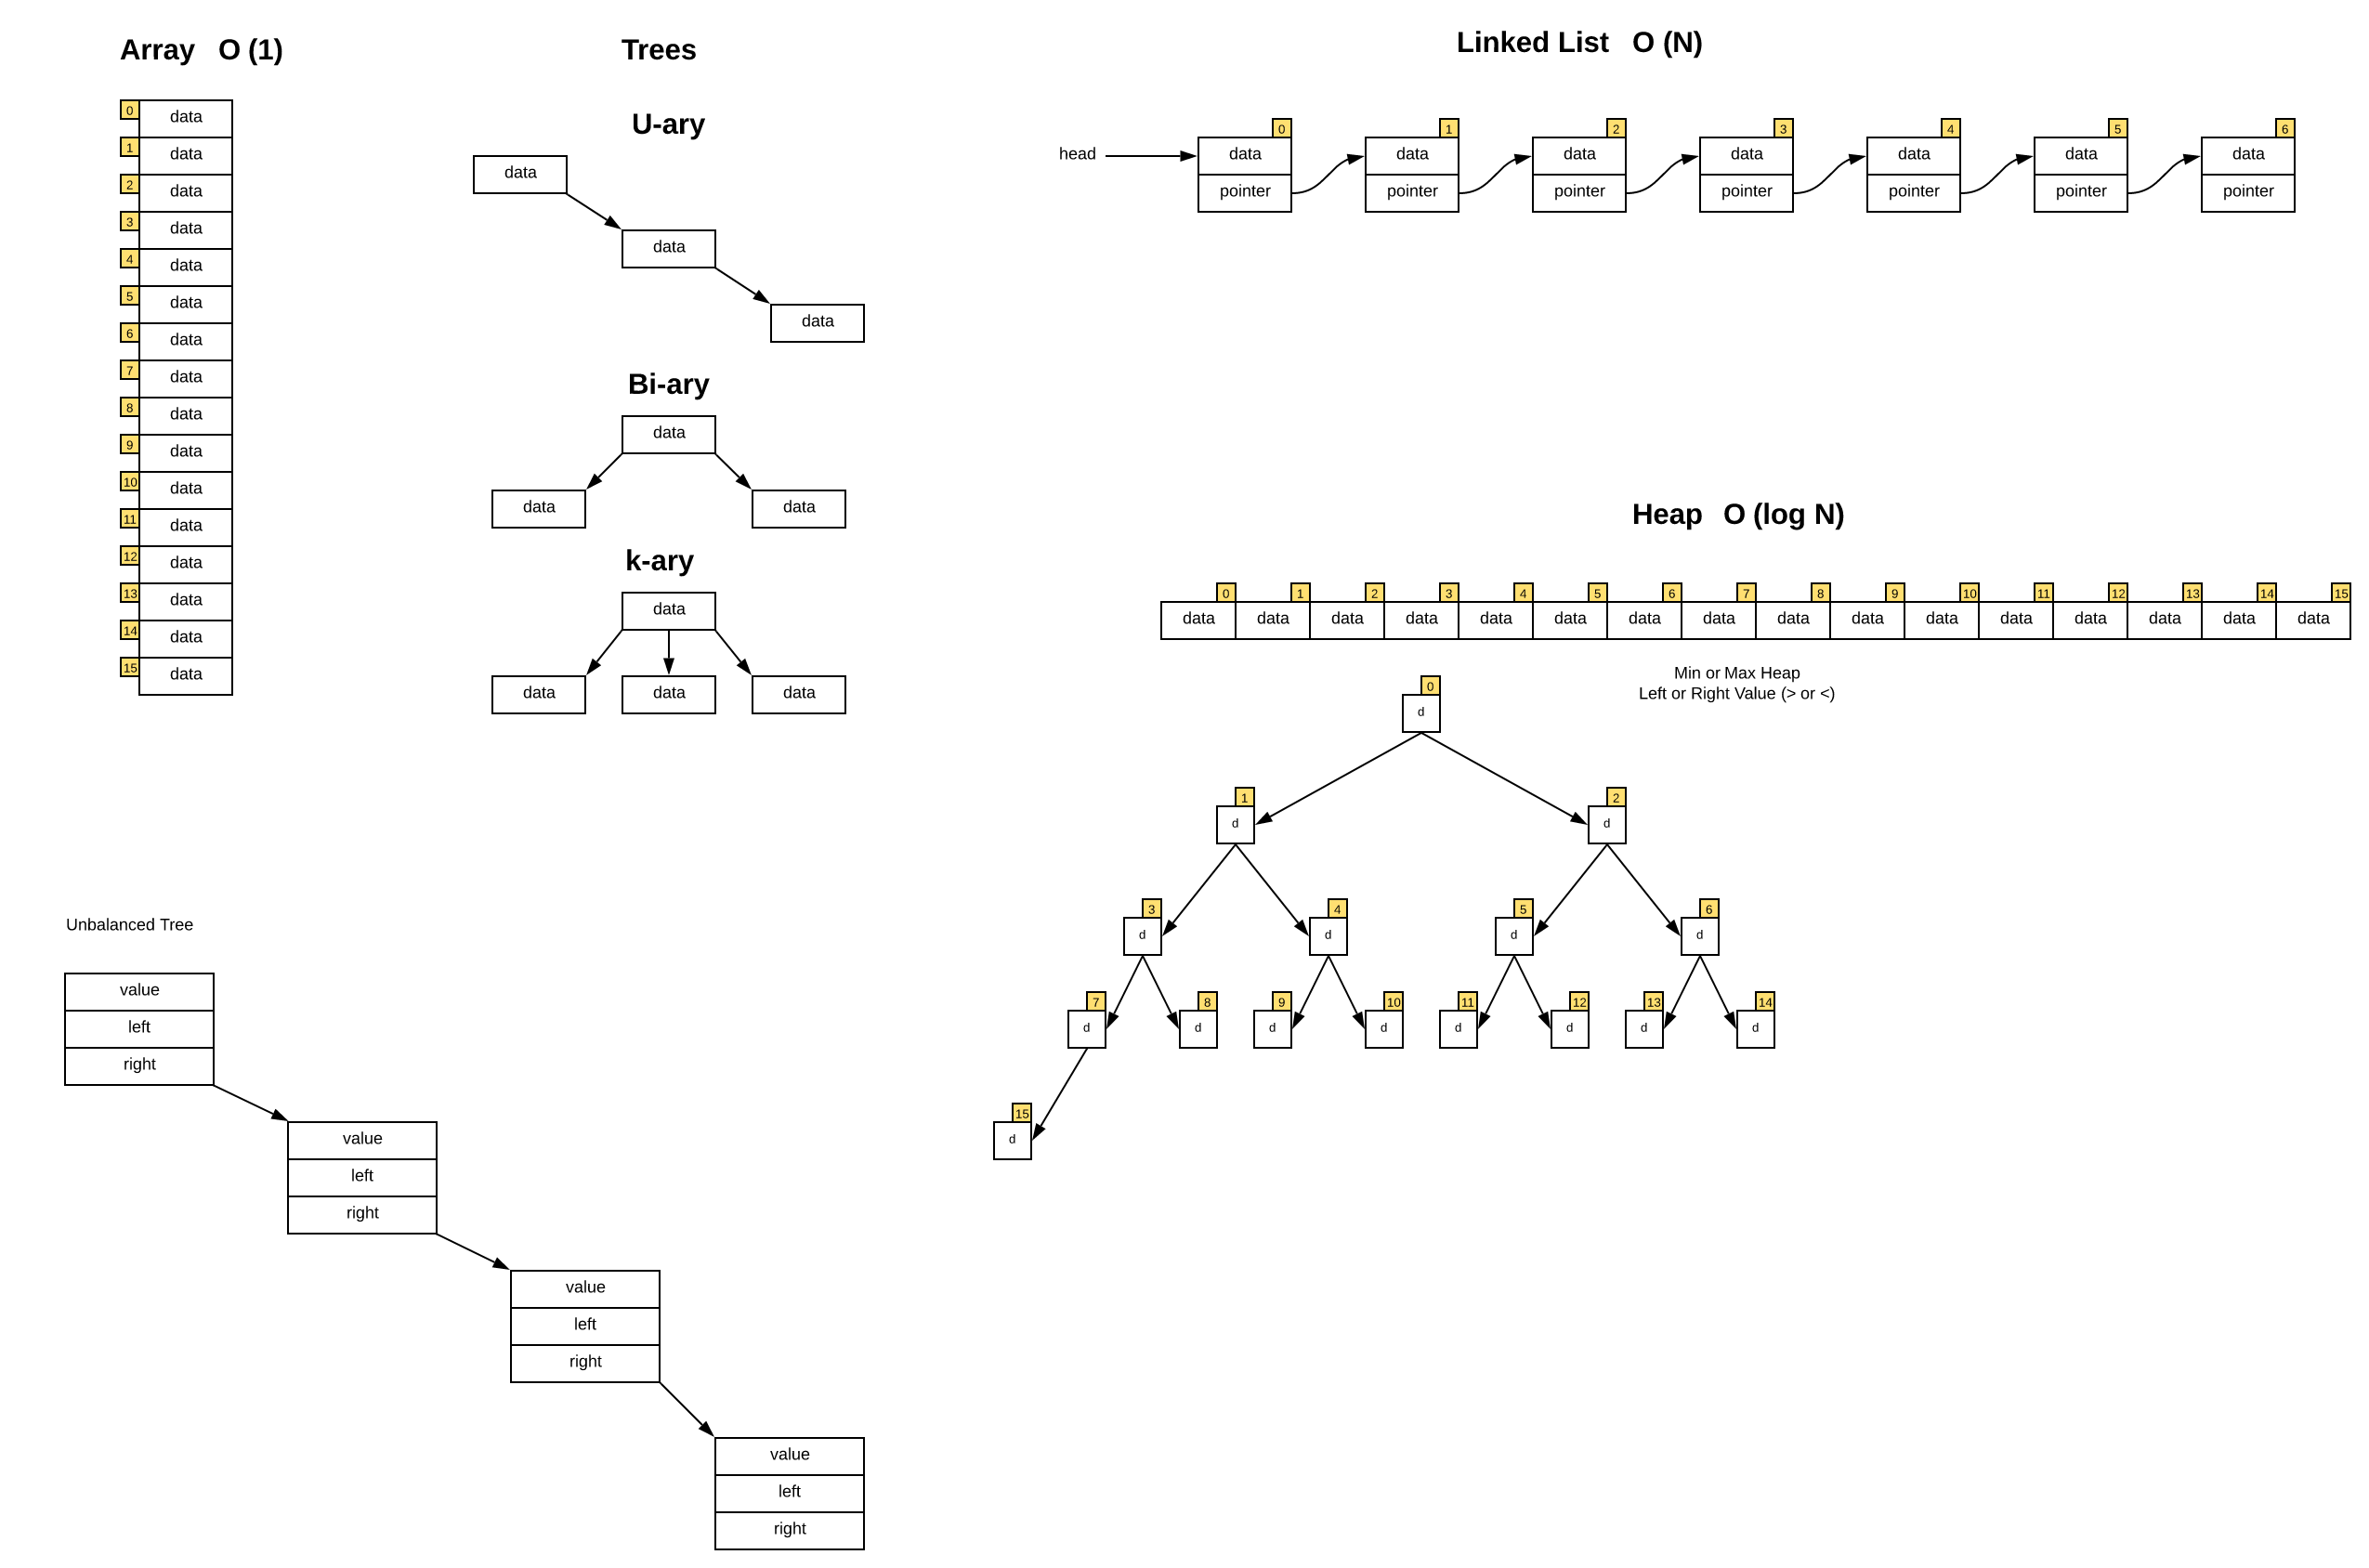 Array O (1)
0 data
1 data
2 data
3 data
4 data
5 data
6 data
7 data
8 data
9 data
10 data
11 data
12 data
13 data
14 data
15 data
Trees
U-ary
data
data
data
Bi-ary
data
data data
k-ary
data
data data data
Linked List O (N)
0 1 2 3 4 5 6
head data data data data data data data
pointer pointer pointer pointer pointer pointer pointer
Heap O (log N)
0 1 2 3 4 5 6 7 8 9 10 11 12 13 14 15
data data data data data data data data data data data data data data data data
Min or Max Heap
Left or Right Value (> or <)
0
d
1 2
d d
3 4 5 6
d d d d
7 8 9 10 11 12 13 14
d d d d d d d d
15
d
Unbalanced Tree
value
left
right
value
left
right
value
left
right
value
left
right